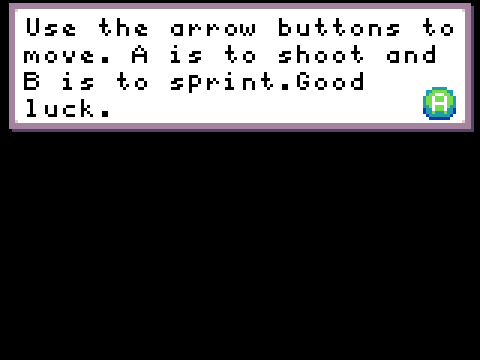 Use the arrow buttons to
move. A is to shoot and
B is to sprint.Good
luck.
A